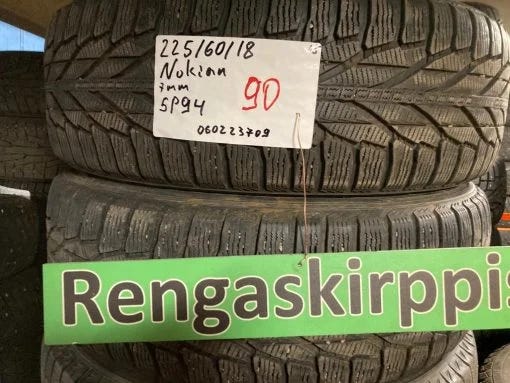 225/60/18
Nokian
7mm
SP94
90
060223709
Rengaskirppis